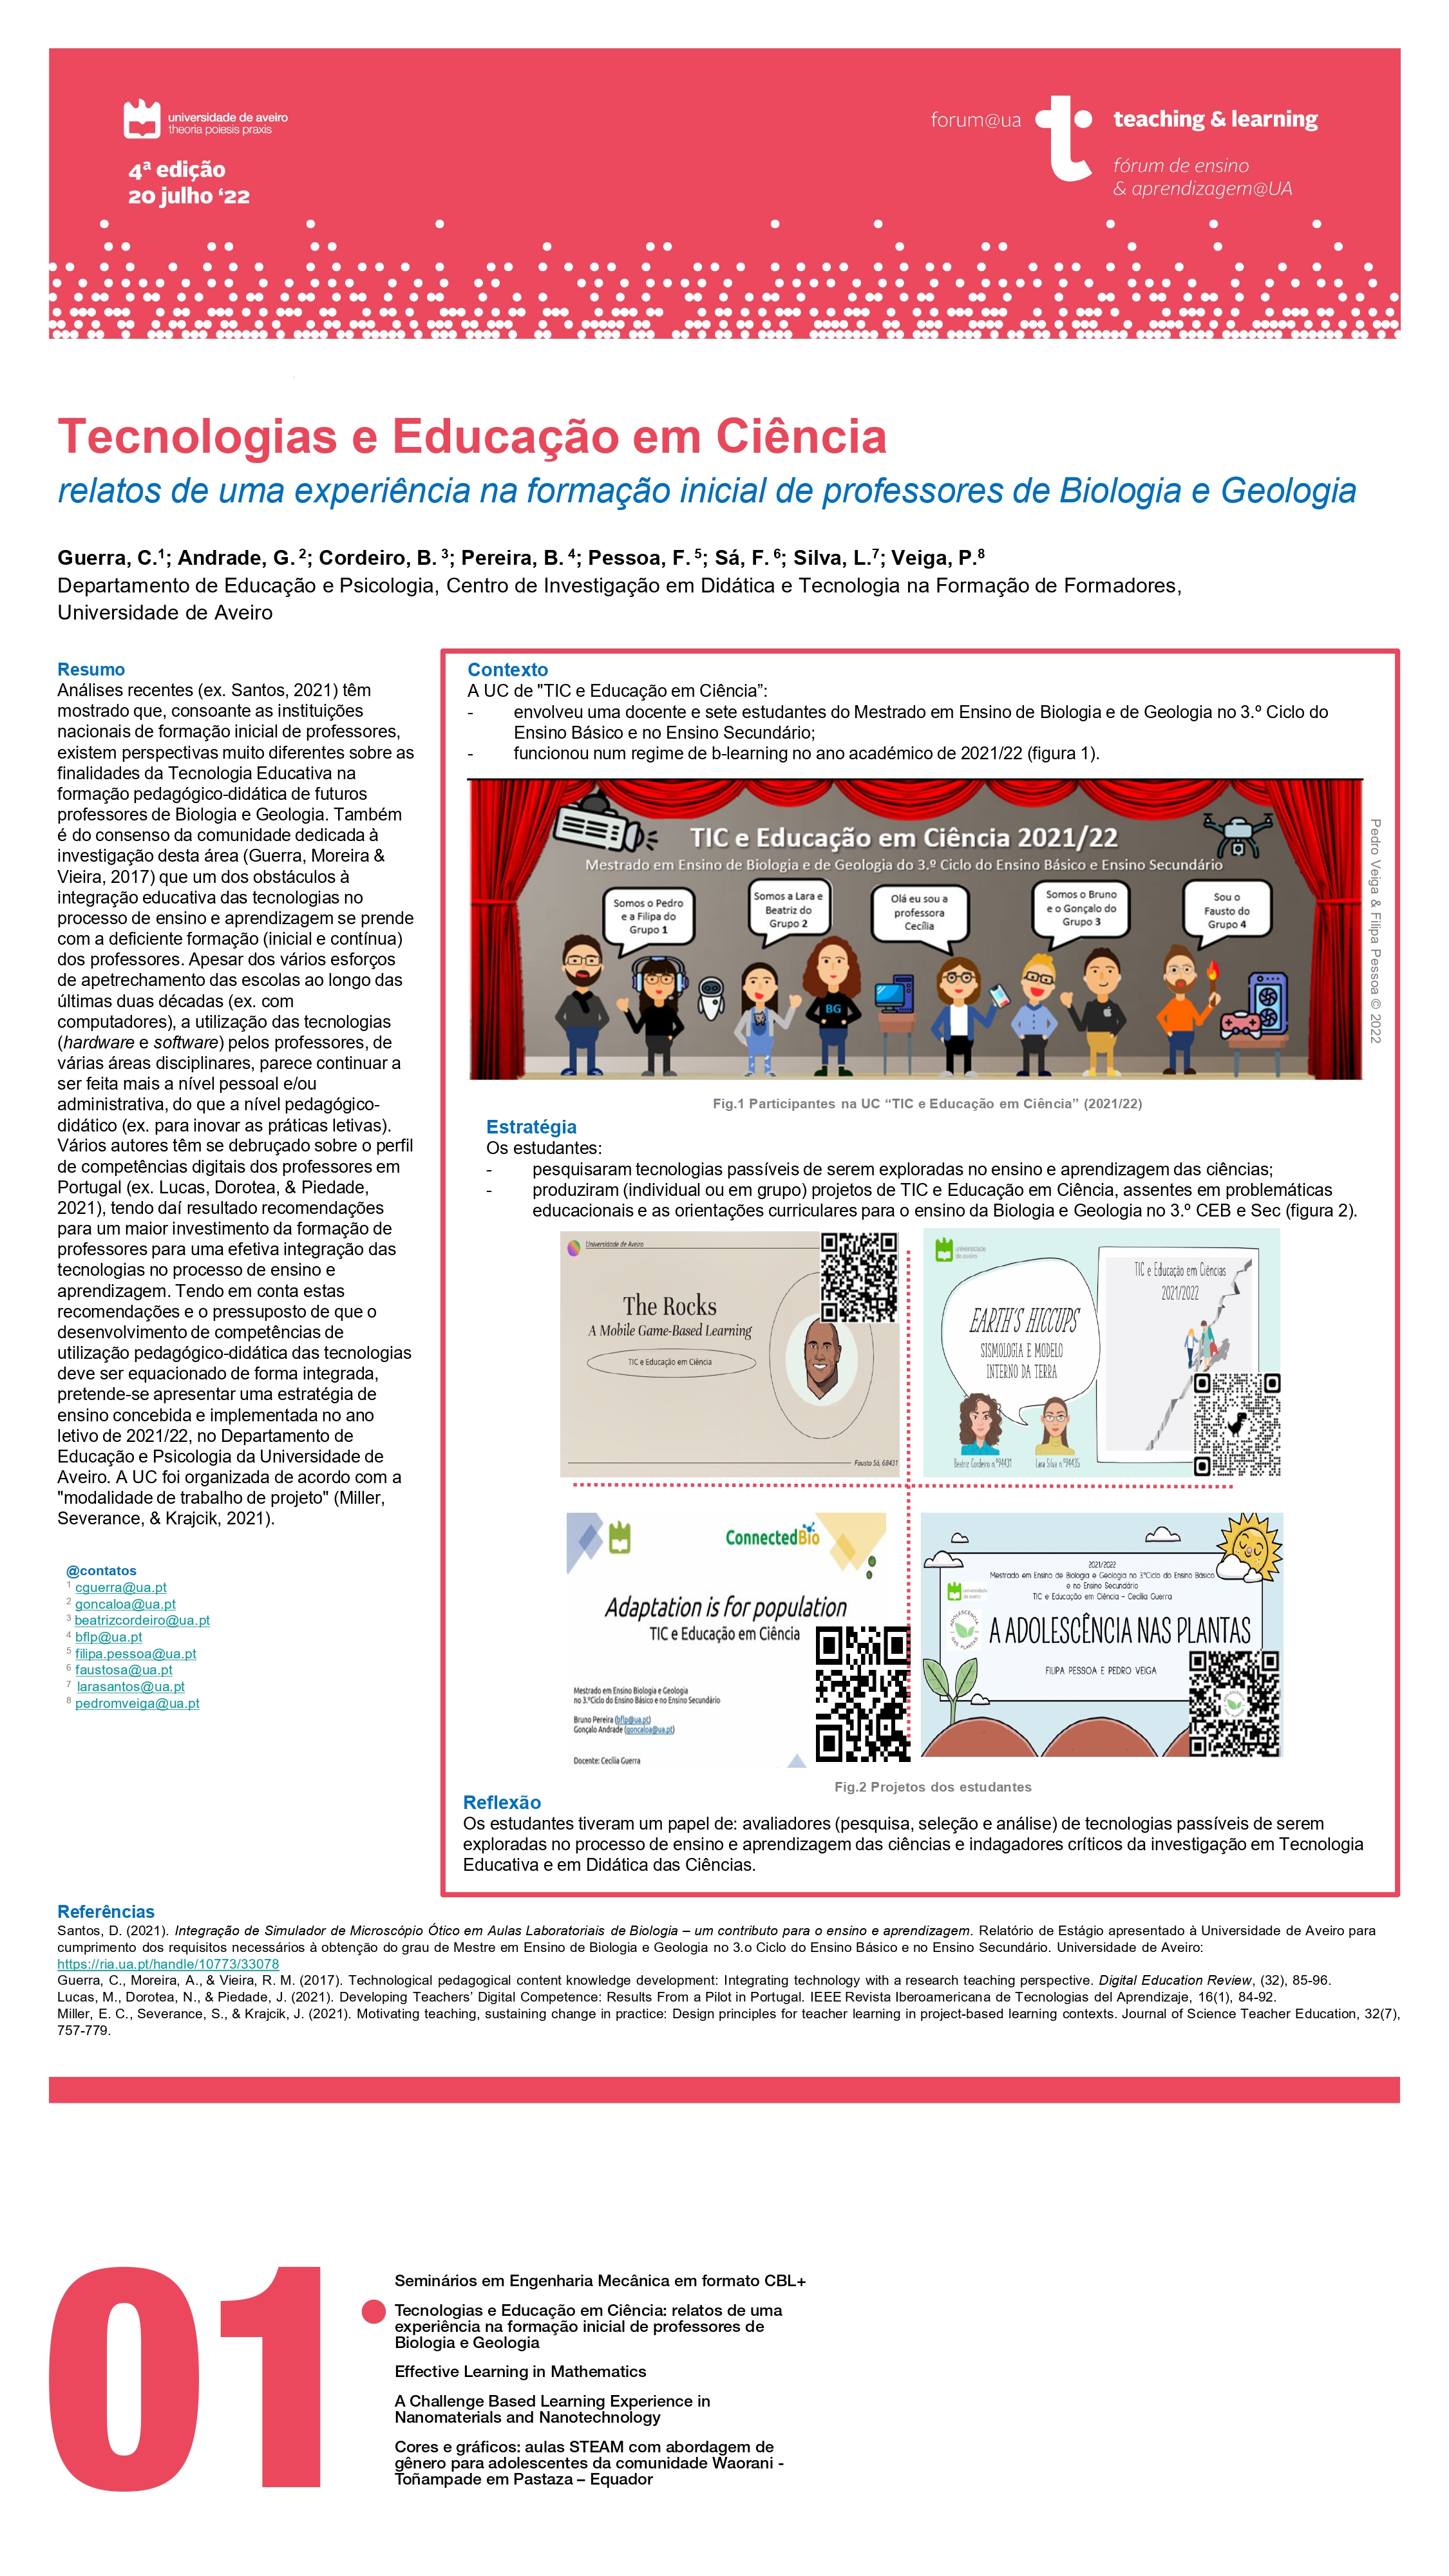 universidade de aveiro
theoria poiesis praxis
4ª edição
20 julho ‘22
forum@ua
teaching & learning
fórum de ensino
& aprendizagem@UA
Tecnologias e Educação em Ciência
relatos de uma experiência na formação inicial de professores de Biologia e Geologia
Guerra, C.¹; Andrade, G. ²; Cordeiro, B. ³; Pereira, B. ⁴; Pessoa, F. ⁵; Sá, F. ⁶; Silva, L.⁷; Veiga, P.⁸
Departamento de Educação e Psicologia, Centro de Investigação em Didática e Tecnologia na Formação de Formadores,
Universidade de Aveiro
Resumo
Análises recentes (ex. Santos, 2021) têm
mostrado que, consoante as instituições
nacionais de formação inicial de professores,
existem perspectivas muito diferentes sobre as
finalidades da Tecnologia Educativa na
formação pedagógico-didática de futuros
professores de Biologia e Geologia. Também
é do consenso da comunidade dedicada à
investigação desta área (Guerra, Moreira &
Vieira, 2017) que um dos obstáculos à
integração educativa das tecnologias no
processo de ensino e aprendizagem se prende
com a deficiente formação (inicial e contínua)
dos professores. Apesar dos vários esforços
de apetrechamento das escolas ao longo das
últimas duas décadas (ex. com
computadores), a utilização das tecnologias
(hardware e software) pelos professores, de
várias áreas disciplinares, parece continuar a
ser feita mais a nível pessoal e/ou
administrativa, do que a nível pedagógico-
didático (ex. para inovar as práticas letivas).
Vários autores têm se debruçado sobre o perfil
de competências digitais dos professores em
Portugal (ex. Lucas, Dorotea, & Piedade,
2021), tendo daí resultado recomendações
para um maior investimento da formação de
professores para uma efetiva integração das
tecnologias no processo de ensino e
aprendizagem. Tendo em conta estas
recomendações e o pressuposto de que o
desenvolvimento de competências de
utilização pedagógico-didática das tecnologias
deve ser equacionado de forma integrada,
pretende-se apresentar uma estratégia de
ensino concebida e implementada no ano
letivo de 2021/22, no Departamento de
Educação e Psicologia da Universidade de
Aveiro. A UC foi organizada de acordo com a
"modalidade de trabalho de projeto" (Miller,
Severance, & Krajcik, 2021).
@contatos
¹ cguerra@ua.pt
² goncaloa@ua.pt
³ beatrizcordeiro@ua.pt
⁴ bflp@ua.pt
⁵ filipa.pessoa@ua.pt
⁶ faustosa@ua.pt
⁷ larasantos@ua.pt
⁸ pedromveiga@ua.pt
Contexto
A UC de "TIC e Educação em Ciência”:
- envolveu uma docente e sete estudantes do Mestrado em Ensino de Biologia e de Geologia no 3.º Ciclo do
Ensino Básico e no Ensino Secundário;
- funcionou num regime de b-learning no ano académico de 2021/22 (figura 1).
TIC e Educação em Ciência 2021/22
Mestrado em Ensino de Biologia e de Geologia do 3.º Ciclo do Ensino Básico e Ensino Secundário
Somos o Pedro
e a Filipa do
Grupo 1
Somos a Lara e
Beatriz do
Grupo 2
Olá eu sou a
professora
Cecília
Somos o Bruno
e o Gonçalo do
Grupo 3
Sou o
Fausto do
Grupo 4
BG
Pedro Veiga & Filipa Pessoa © 2022
Fig.1 Participantes na UC “TIC e Educação em Ciência” (2021/22)
Estratégia
Os estudantes:
- pesquisaram tecnologias passíveis de serem exploradas no ensino e aprendizagem das ciências;
- produziram (individual ou em grupo) projetos de TIC e Educação em Ciência, assentes em problemáticas
educacionais e as orientações curriculares para o ensino da Biologia e Geologia no 3.º CEB e Sec (figura 2).
Universidade de Aveiro
The Rocks
A Mobile Game-Based Learning
TIC e Educação em Ciência
Fausto Sá, 68431
universidade
de aveiro
TIC e Educação em Ciências
2021/2022
EARTH'S HICCUPS
SISMOLOGIA E MODELO
INTERNO DA TERRA
Beatriz Cordeiro n.º94431
Lara Silva n.º94435
ConnectedBio
Adaptation is for population
TIC e Educação em Ciência
Mestrado em Ensino Biologia e Geologia
no 3.ºCiclo do Ensino Básico e no Ensino Secundário
Bruno Pereira (bflp@ua.pt)
Gonçalo Andrade (goncaloa@ua.pt)
Docente: Cecília Guerra
2021/2022
Mestrado em Ensino de Biologia e de Geologia no 3.ºCiclo do Ensino Básico
e no Ensino Secundário
TIC e Educação em Ciência - Cecília Guerra
universidade
de aveiro
ADOLESCÊNCIA
NAS PLANTAS
A ADOLESCÊNCIA NAS PLANTAS
FILIPA PESSOA E PEDRO VEIGA
Fig.2 Projetos dos estudantes
Reflexão
Os estudantes tiveram um papel de: avaliadores (pesquisa, seleção e análise) de tecnologias passíveis de serem
exploradas no processo de ensino e aprendizagem das ciências e indagadores críticos da investigação em Tecnologia
Educativa e em Didática das Ciências.
Referências
Santos, D. (2021). Integração de Simulador de Microscópio Ótico em Aulas Laboratoriais de Biologia – um contributo para o ensino e aprendizagem. Relatório de Estágio apresentado à Universidade de Aveiro para
cumprimento dos requisitos necessários à obtenção do grau de Mestre em Ensino de Biologia e Geologia no 3.o Ciclo do Ensino Básico e no Ensino Secundário. Universidade de Aveiro:
https://ria.ua.pt/handle/10773/33078
Guerra, C., Moreira, A., & Vieira, R. M. (2017). Technological pedagogical content knowledge development: Integrating technology with a research teaching perspective. Digital Education Review, (32), 85-96.
Lucas, M., Dorotea, N., & Piedade, J. (2021). Developing Teachers’ Digital Competence: Results From a Pilot in Portugal. IEEE Revista Iberoamericana de Tecnologias del Aprendizaje, 16(1), 84-92.
Miller, E. C., Severance, S., & Krajcik, J. (2021). Motivating teaching, sustaining change in practice: Design principles for teacher learning in project-based learning contexts. Journal of Science Teacher Education, 32(7),
757-779.
01
Seminários em Engenharia Mecânica em formato CBL+
Tecnologias e Educação em Ciência: relatos de uma
experiência na formação inicial de professores de
Biologia e Geologia
Effective Learning in Mathematics
A Challenge Based Learning Experience in
Nanomaterials and Nanotechnology
Cores e gráficos: aulas STEAM com abordagem de
gênero para adolescentes da comunidade Waorani -
Toñampade em Pastaza – Equador